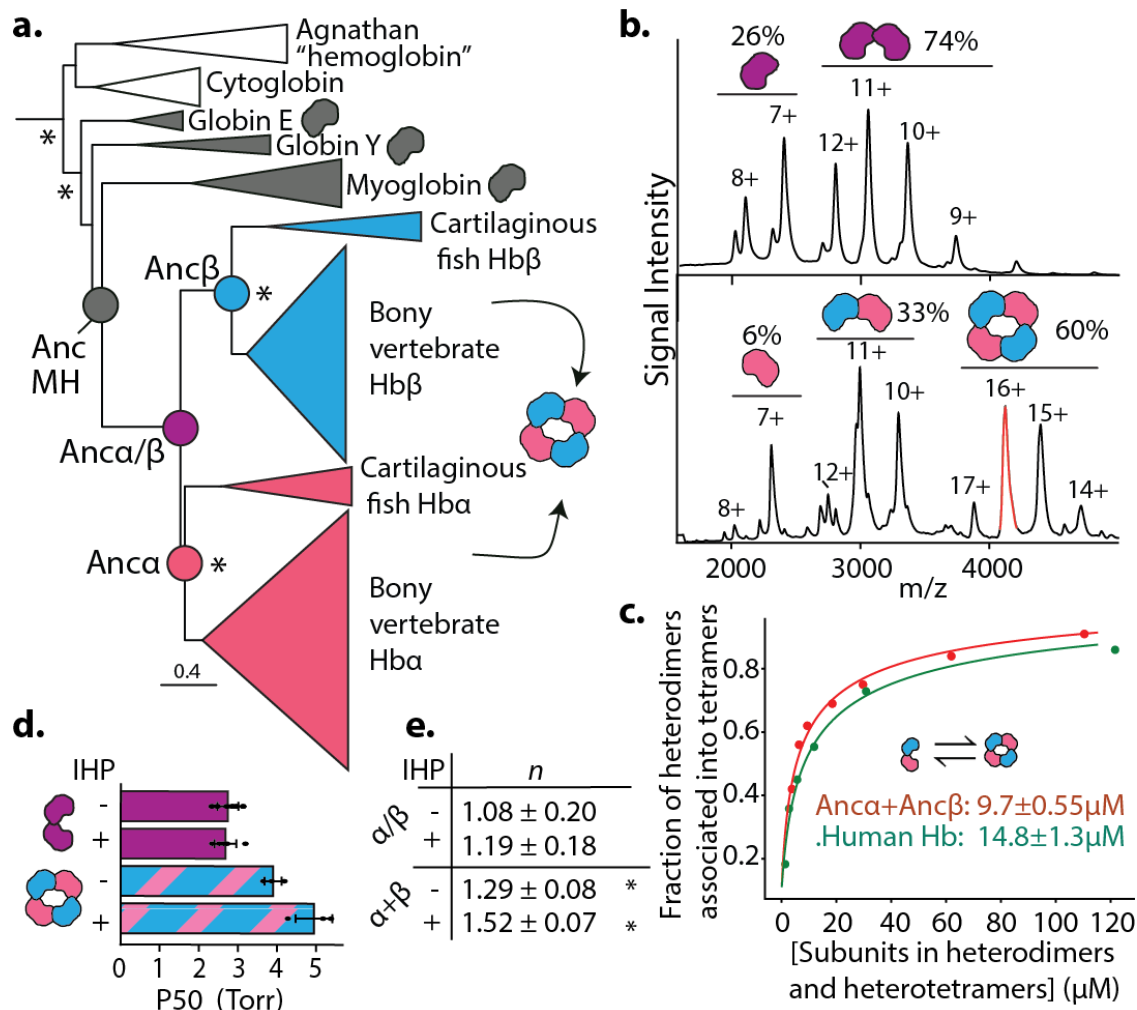 a.
Agnathan
"hemoglobin"
Cytoglobin
*
Globin E
Globin Y
*
Myoglobin
Cartilaginous
fish Hbβ
Ancβ
*
Bony
vertebrate
Hbβ
Anc
MH
Ancα/β
Cartilaginous
fish Hbα
Ancα
*
Bony
vertebrate
Hbα
0.4
b.
Signal Intensity
26%
74%
8+
7+
12+
11+
10+
9+
6%
33%
60%
8+
7+
12+
11+
10+
17+
16+
15+
14+
2000
3000
4000
m/z
c.
Fraction of heterodimers
associated into tetramers
0.8
0.6
0.4
0.2
Ancα+Ancβ: 9.7±0.55µM
.Human Hb: 14.8±1.3µM
0 20 40 60 80 100 120
[Subunits in heterodimers
and heterotetramers] (µM)
d.
IHP
-
+
-
+
0 1 2 3 4 5
P50 (Torr)
e.
IHP n
α/β
- 1.08 ± 0.20
+ 1.19 ± 0.18
α+β
- 1.29 ± 0.08 *
+ 1.52 ± 0.07 *